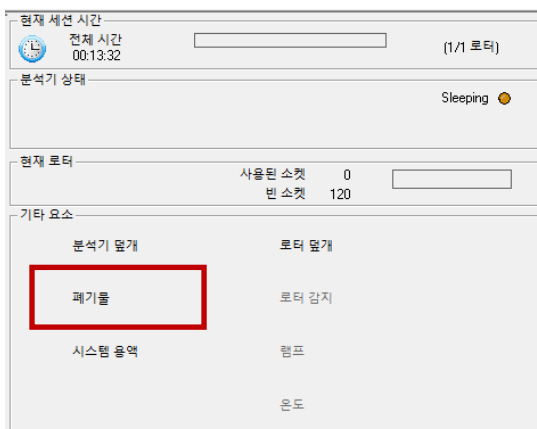 현재 세션 시간
전체 시간
00:13:32
(1/1 로터)
분석기 상태
Sleeping
현재 로터
사용된 소켓 0
빈 소켓 120
기타 요소
분석기 덮개 로터 덮개
폐기물 로터 감지
시스템 용액 램프
온도